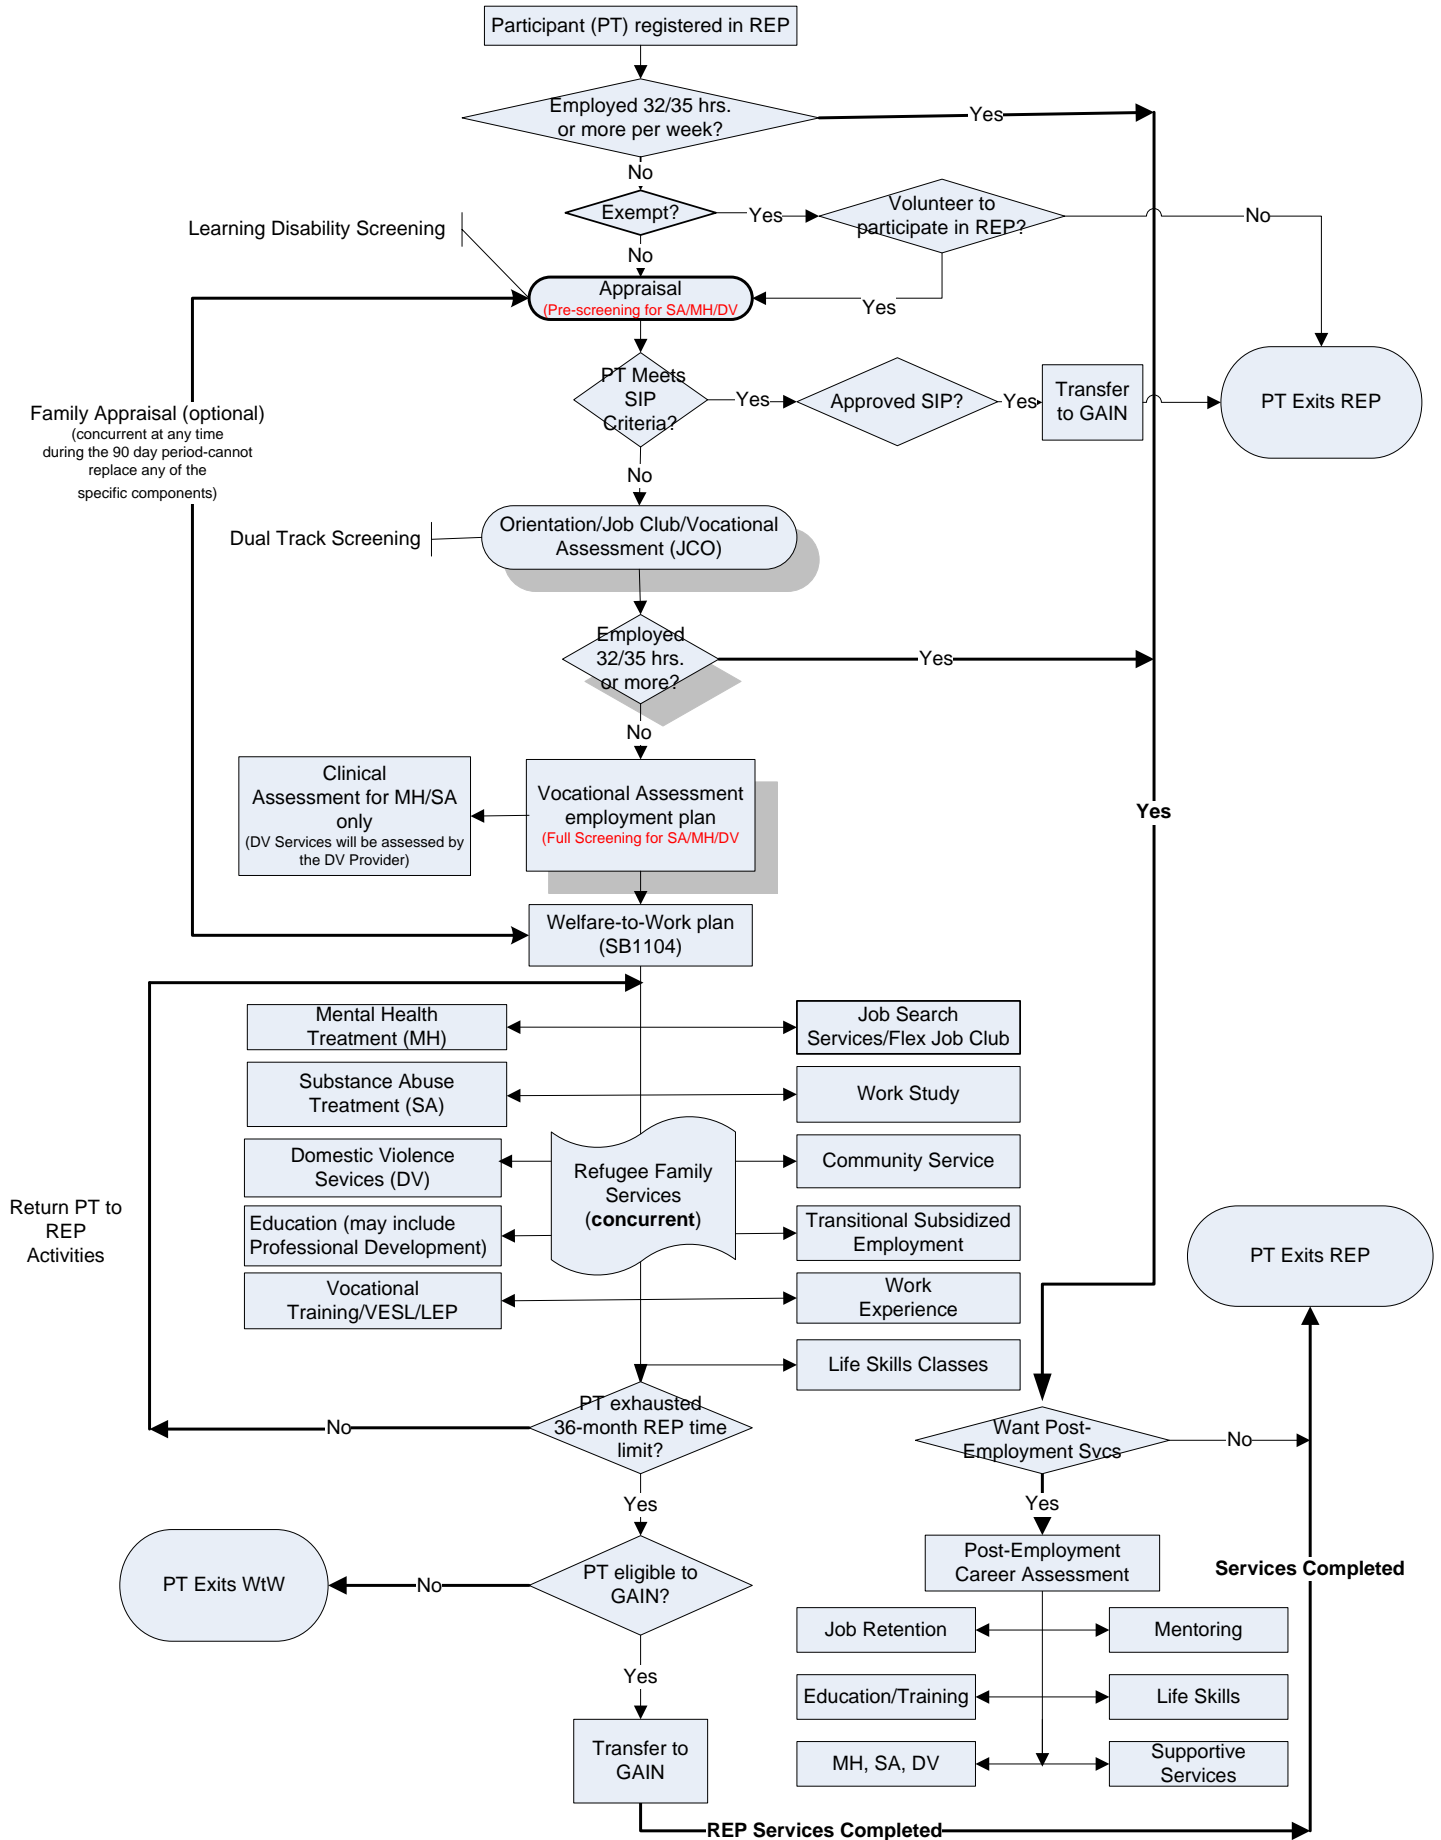 Participant (PT) registered in REP
Employed 32/35 hrs.
or more per week?
Yes
No
Exempt?
Yes
Volunteer to
participate in REP?
No
Learning Disability Screening
No
Yes
Appraisal
(Pre-screening for SA/MH/DV
Family Appraisal (optional)
(concurrent at any time
during the 90 day period-cannot
replace any of the
specific components)
PT Meets
SIP
Criteria?
Yes
Approved SIP?
Yes
Transfer
to GAIN
PT Exits REP
No
Dual Track Screening
Orientation/Job Club/Vocational
Assessment (JCO)
Employed
32/35 hrs.
or more?
Yes
No
Clinical
Assessment for MH/SA
only
(DV Services will be assessed by
the DV Provider)
Vocational Assessment
employment plan
(Full Screening for SA/MH/DV
Yes
Welfare-to-Work plan
(SB1104)
Mental Health
Treatment (MH)
Job Search
Services/Flex Job Club
Substance Abuse
Treatment (SA)
Work Study
Domestic Violence
Sevices (DV)
Refugee Family
Services
(concurrent)
Community Service
Return PT to
REP
Activities
Education (may include
Professional Development)
Transitional Subsidized
Employment
PT Exits REP
Vocational
Training/VESL/LEP
Work
Experience
Life Skills Classes
PT exhausted
36-month REP time
limit?
No
Want Post-
Employment Svcs
No
Yes
Yes
Post-Employment
Career Assessment
Services Completed
PT Exits WtW
No
PT eligible to
GAIN?
Job Retention
Mentoring
Yes
Education/Training
Life Skills
Transfer to
GAIN
MH, SA, DV
Supportive
Services
REP Services Completed